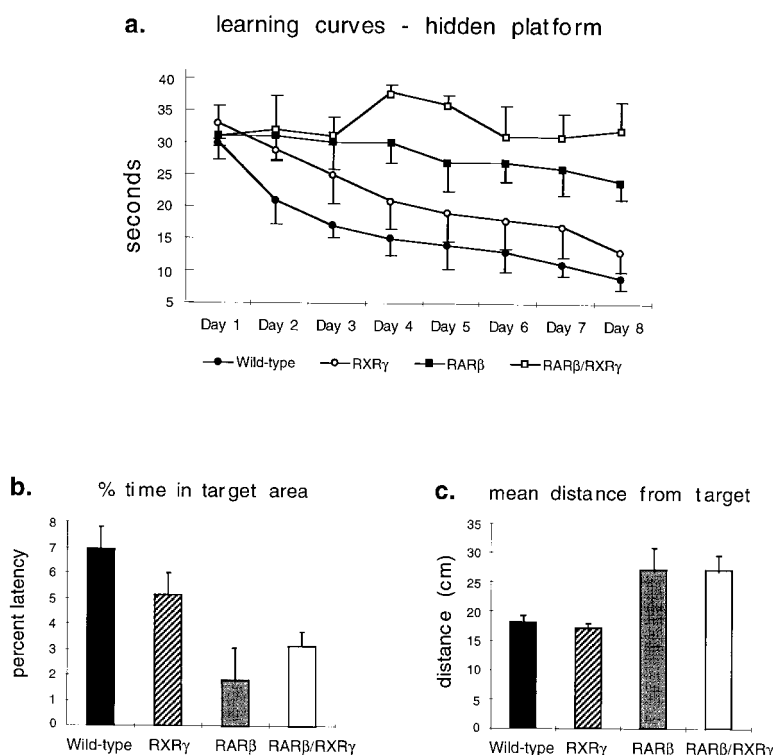 a. learning curves - hidden platform
seconds
40
35
30
25
20
15
10
5
Day 1 Day 2 Day 3 Day 4 Day 5 Day 6 Day 7 Day 8
Wild-type RXRγ RARβ RARβ/RXRγ
b. % time in target area
percent latency
8
7
6
5
4
3
2
1
0
Wild-type RXRγ RARβ RARβ/RXRγ
c. mean distance from target
distance (cm)
35
30
25
20
15
10
5
0
Wild-type RXRγ RARβ RARβ/RXRγ